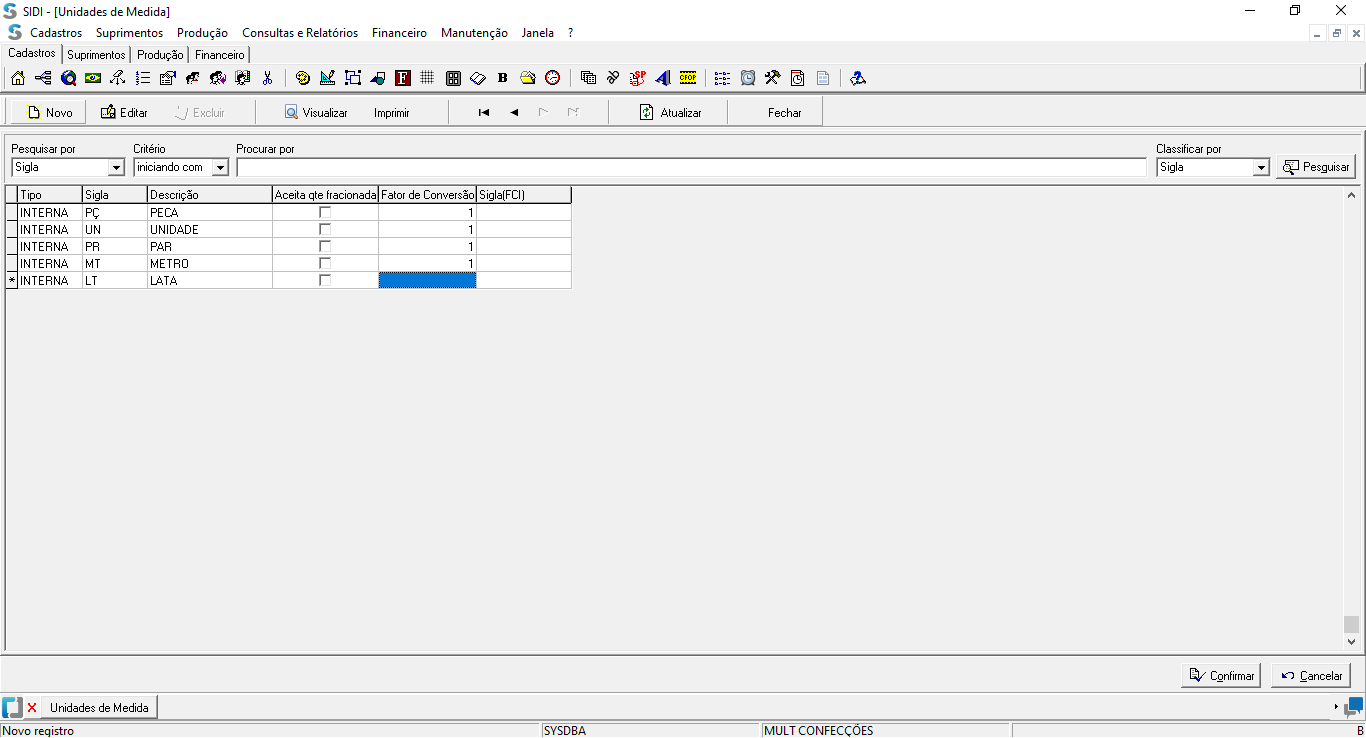 SIDI - [Unidades de Medida]
Cadastros Suprimentos Produção Consultas e Relatórios Financeiro Manutenção Janela ?
Cadastros Suprimentos Produção Financeiro
F B SP CFOP
Novo Editar Excluir Visualizar Imprimir Atualizar Fechar
Pesquisar por Critério Procurar por Classificar por
Sigla iniciando com Sigla Pesquisar
Tipo Sigla Descrição Aceita qte fracionada Fator de Conversão Sigla(FCI)
INTERNA PÇ PECA 1
INTERNA UN UNIDADE 1
INTERNA PR PAR 1
INTERNA MT METRO 1
* INTERNA LT LATA
Confirmar Cancelar
Unidades de Medida
Novo registro SYSDBA MULT CONFECÇÕES B